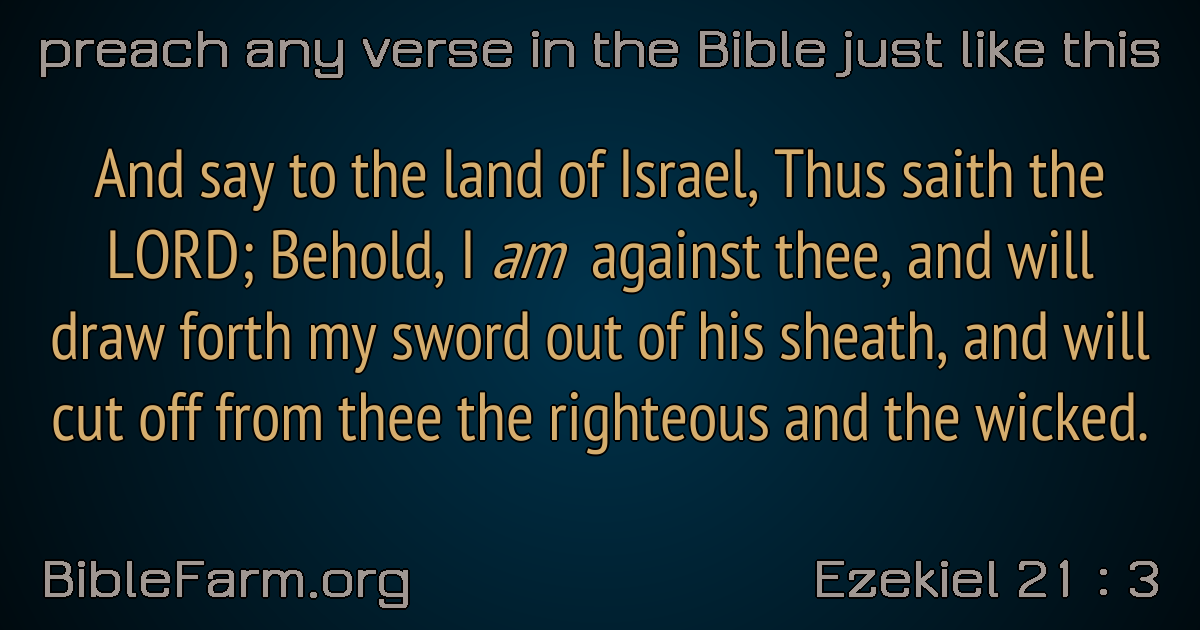 preach any verse in the Bible just like this
And say to the land of Israel, Thus saith the
LORD; Behold, I am against thee, and will
draw forth my sword out of his sheath, and will
cut off from thee the righteous and the wicked.
BibleFarm.org
Ezekiel 21 : 3